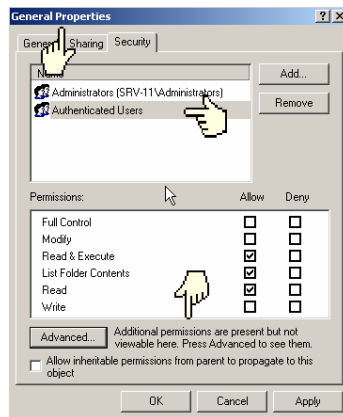 General Properties
General Sharing Security
Name
Add...
Administrators (SRV-11\Administrators)
Remove
Authenticated Users
Permissions: Allow Deny
Full Control
Modify
Read & Execute
List Folder Contents
Read
Write
Advanced... Additional permissions are present but not
viewable here. Press Advanced to see them.
Allow inheritable permissions from parent to propagate to this
object
OK Cancel Apply